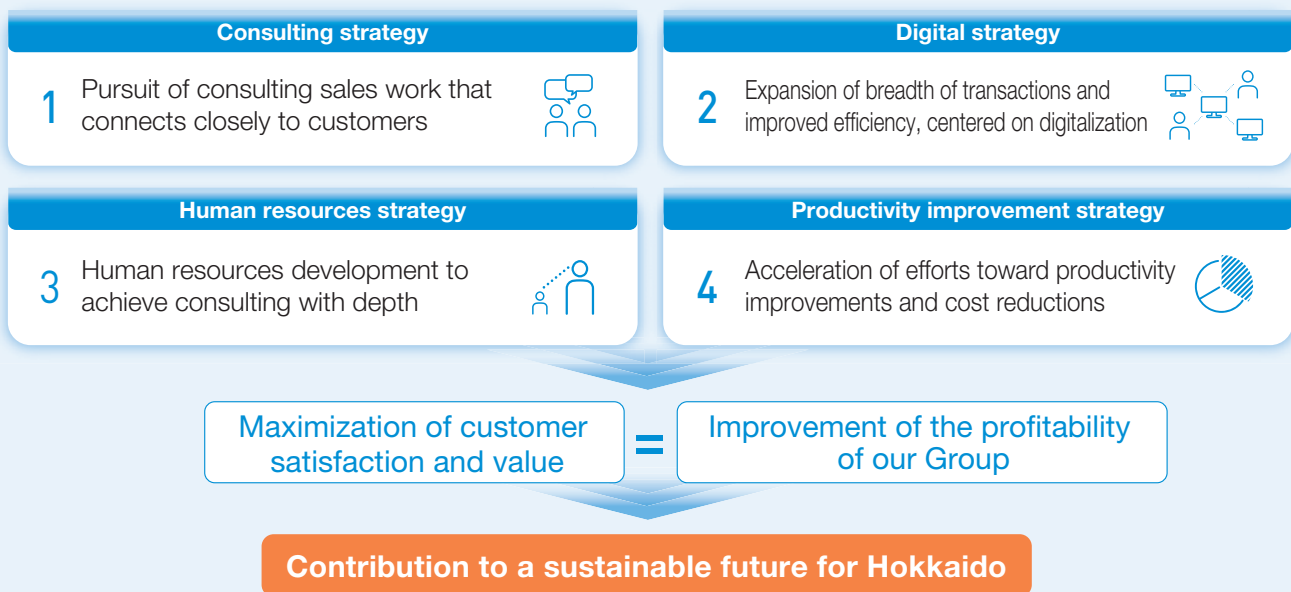 Consulting strategy
1
Pursuit of consulting sales work that
connects closely to customers
Digital strategy
2
Expansion of breadth of transactions and
improved efficiency, centered on digitalization
Human resources strategy
3
Human resources development to
achieve consulting with depth
Productivity improvement strategy
4
Acceleration of efforts toward productivity
improvements and cost reductions
Maximization of customer
satisfaction and value
=
Improvement of the profitability
of our Group
Contribution to a sustainable future for Hokkaido